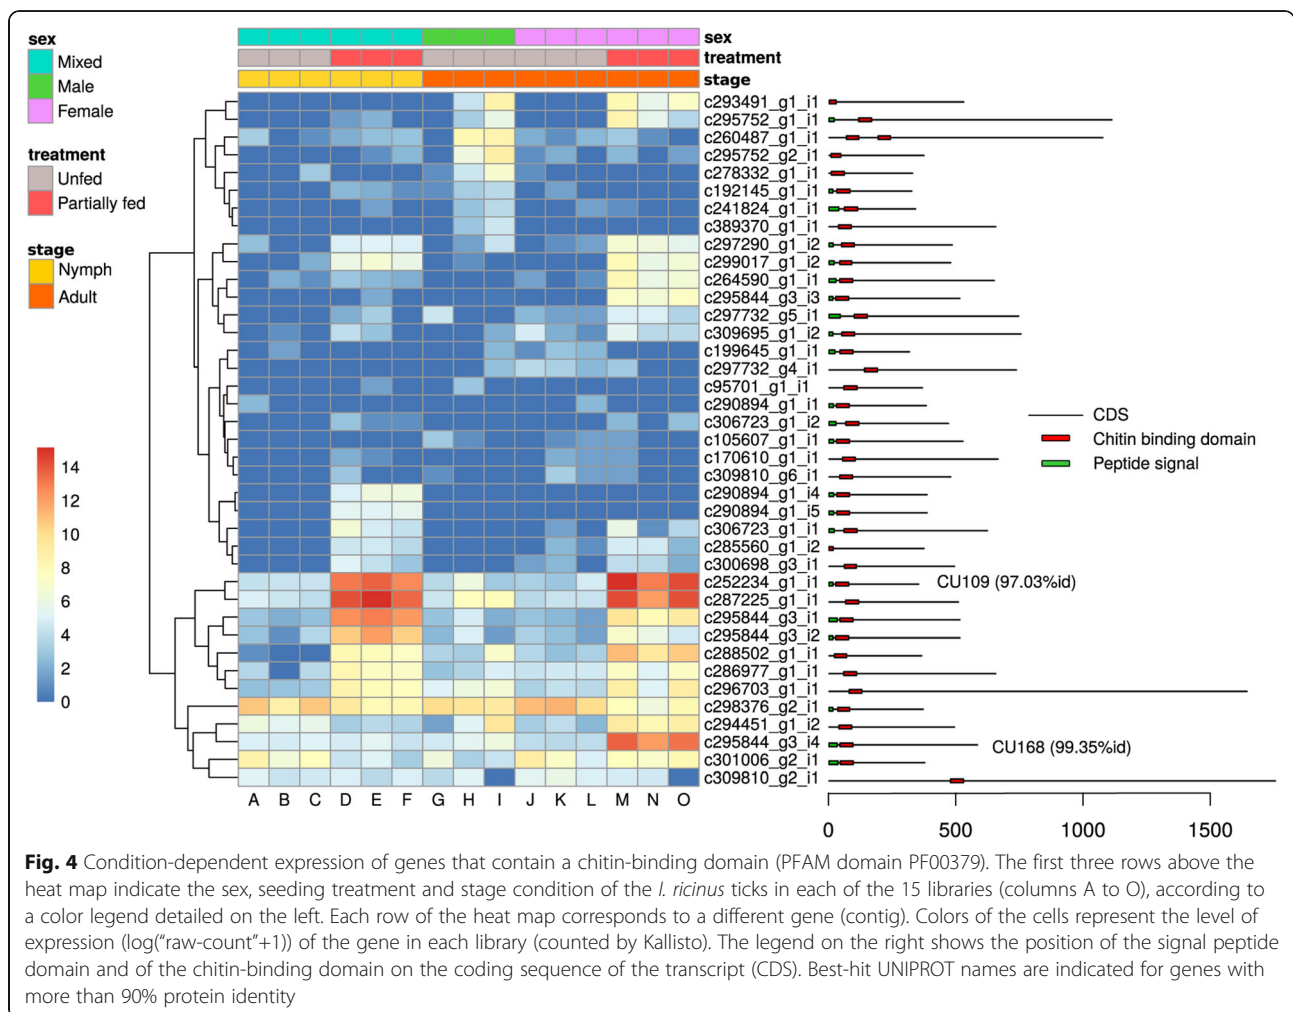 sex
Mixed
Male
Female
treatment
Unfed
Partially fed
stage
Nymph
Adult
14
12
10
8
6
4
2
0
sex
treatment
stage
c293491_g1_i1
c295752_g1_i1
c260487_g1_i1
c295752_g2_i1
c278332_g1_i1
c192145_g1_i1
c241824_g1_i1
c389370_g1_i1
c297290_g1_i2
c299017_g1_i2
c264590_g1_i1
c295844_g3_i3
c297732_g5_i1
c309695_g1_i2
c199645_g1_i1
c297732_g4_i1
c95701_g1_i1
c290894_g1_i1
c306723_g1_i2
c105607_g1_i1
c170610_g1_i1
c309810_g6_i1
c290894_g1_i4
c290894_g1_i5
c306723_g1_i1
c285560_g1_i2
c300698_g3_i1
c252234_g1_i1
c287225_g1_i1
c295844_g3_i1
c295844_g3_i2
c288502_g1_i1
c286977_g1_i1
c296703_g1_i1
c298376_g2_i1
c294451_g1_i2
c295844_g3_i4
c301006_g2_i1
c309810_g2_i1
A B C D E F G H I J K L M N O
CDS
Chitin binding domain
Peptide signal
CU109 (97.03%id)
CU168 (99.35%id)
0 500 1000 1500
Fig. 4 Condition-dependent expression of genes that contain a chitin-binding domain (PFAM domain PF00379). The first three rows above the
heat map indicate the sex, seeding treatment and stage condition of the I. ricinus ticks in each of the 15 libraries (columns A to O), according to
a color legend detailed on the left. Each row of the heat map corresponds to a different gene (contig). Colors of the cells represent the level of
expression (log(“raw-count”+1)) of the gene in each library (counted by Kallisto). The legend on the right shows the position of the signal peptide
domain and of the chitin-binding domain on the coding sequence of the transcript (CDS). Best-hit UNIPROT names are indicated for genes with
more than 90% protein identity